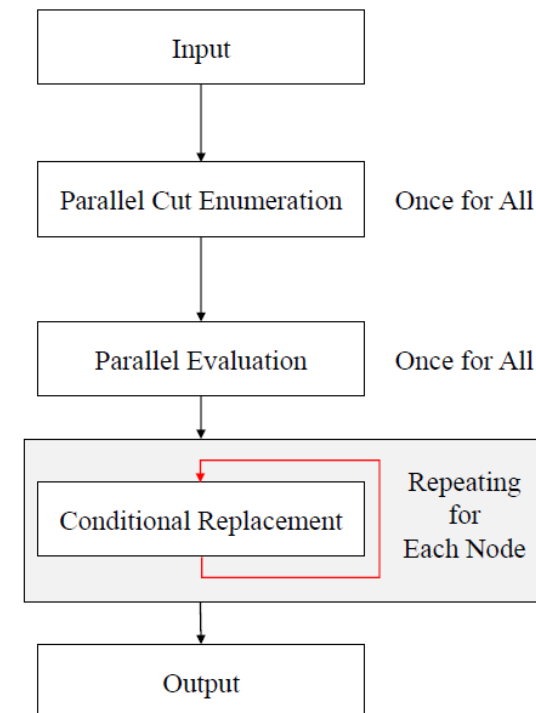 Input
Parallel Cut Enumeration
Once for All
Parallel Evaluation
Once for All
Conditional Replacement
Repeating
for
Each Node
Output